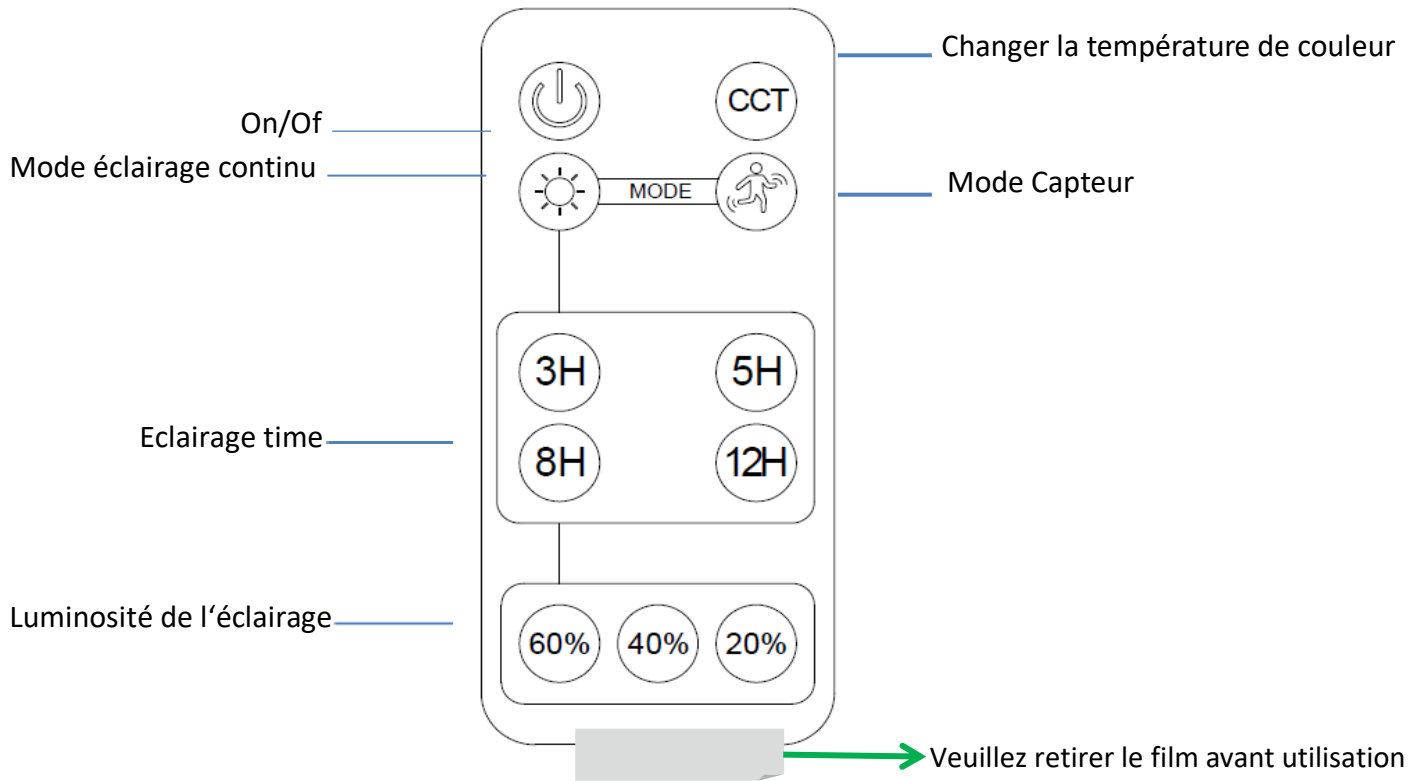 Changer la température de couleur
CCT
On/Of
Mode éclairage continu
MODE
Mode Capteur
3H
5H
Eclairage time
8H
12H
Luminosité de l‘éclairage
60%
40%
20%
Veuillez retirer le film avant utilisation